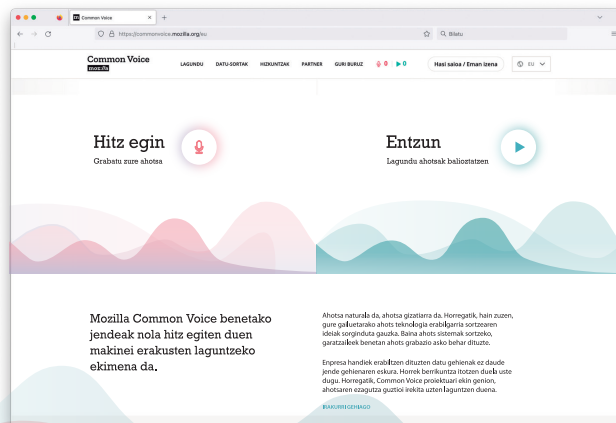 Common Voice
https://commonvoice.mozilla.org/eu
Bilatu
Common Voice
moz://a
LAGUNDU DATU-SORTAK HIZKUNTZAK PARTNER GURI BURUZ 0 0 Hasi saioa / Eman izena EU
Hitz egin
Grabatu zure ahotsa
Entzun
Lagundu ahotsak balioztatzen
Mozilla Common Voice benetako
jendeak nola hitz egiten duen
makinei erakusten laguntzeko
ekimena da.
Ahotsa naturala da, ahotsa gizatiarra da. Horregatik, hain zuzen,
gure gailuetarako ahots teknologia erabilgarria sortzearen
ideiak sorginduta gauzka. Baina ahots sistemak sortzeko,
garatzaileek benetan ahots grabazio asko behar dituzte.
Enpresa handiek erabiltzen dituzten datu gehienak ez daude
jende gehienaren eskura. Horrek berrikuntza itotzen duela uste
dugu. Horregatik, Common Voice proiektuari ekin genion,
ahotsaren ezagutza guztioi irekita uzten laguntzen duena.
IRAKURRI GEHIAGO